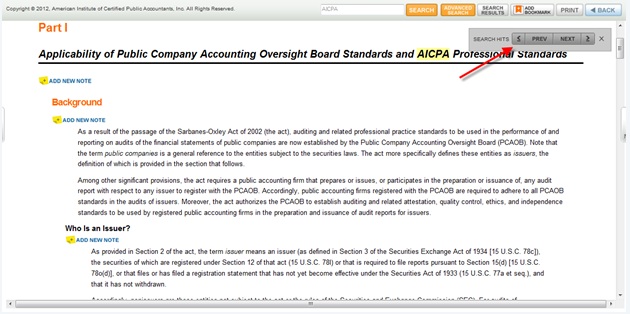 Copyright © 2012, American Institute of Certified Public Accountants, Inc. All Rights Reserved.
AICPA
SEARCH
ADVANCED SEARCH
SEARCH RESULTS
ADD BOOKMARK
PRINT
BACK
Part I
SEARCH HITS
PREV
NEXT
Applicability of Public Company Accounting Oversight Board Standards and AICPA Professional Standards
ADD NEW NOTE
Background
ADD NEW NOTE
As a result of the passage of the Sarbanes-Oxley Act of 2002 (the act), auditing and related professional practice standards to be used in the performance of and
reporting on audits of the financial statements of public companies are now established by the Public Company Accounting Oversight Board (PCAOB). Note that
the term public companies is a general reference to the entities subject to the securities laws. The act more specifically defines these entities as issuers, the
definition of which is provided in the section that follows.
Among other significant provisions, the act requires a public accounting firm that prepares or issues, or participates in the preparation or issuance of, any audit
report with respect to any issuer to register with the PCAOB. Accordingly, public accounting firms registered with the PCAOB are required to adhere to all PCAOB
standards in the audits of issuers. Moreover, the act authorizes the PCAOB to establish auditing and related attestation, quality control, ethics, and independence
standards to be used by registered public accounting firms in the preparation and issuance of audit reports for issuers.
Who Is an Issuer?
ADD NEW NOTE
As provided in Section 2 of the act, the term issuer means an issuer (as defined in Section 3 of the Securities Exchange Act of 1934 [15 U.S.C. 78c]),
the securities of which are registered under Section 12 of that act (15 U.S.C. 78l) or that is required to file reports pursuant to Section 15(d) [15 U.S.C.
78o(d)], or that files or has filed a registration statement that has not yet become effective under the Securities Act of 1933 (15 U.S.C. 77a et seq.), and
that it has not withdrawn.